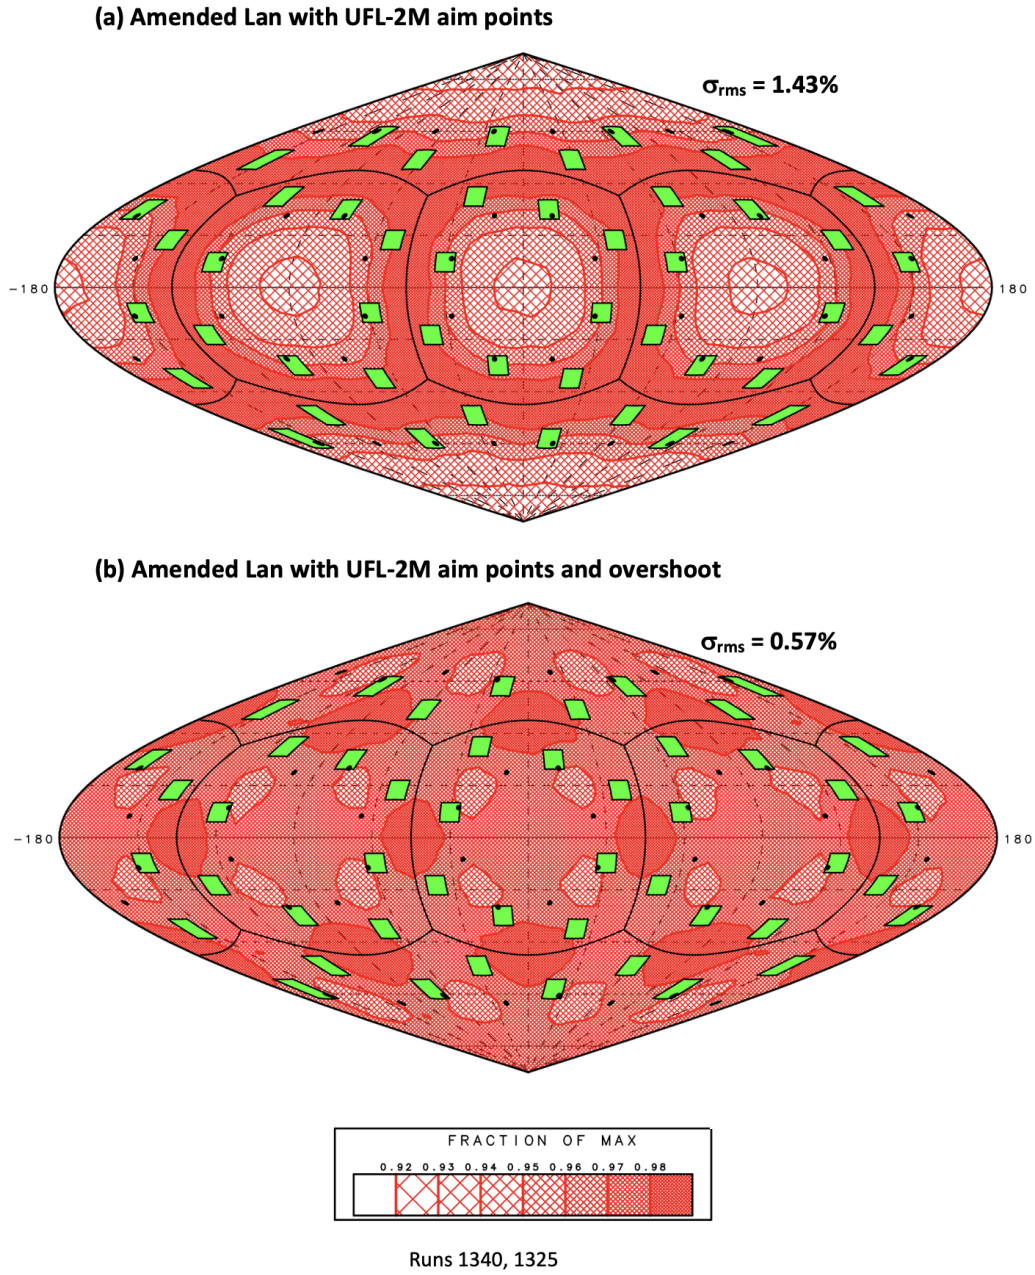 (a) Amended Lan with UFL-2M aim points
σrms = 1.43%
-180
180
(b) Amended Lan with UFL-2M aim points and overshoot
σrms = 0.57%
-180
180
FRACTION OF MAX
0.92 0.93 0.94 0.95 0.96 0.97 0.98
Runs 1340, 1325